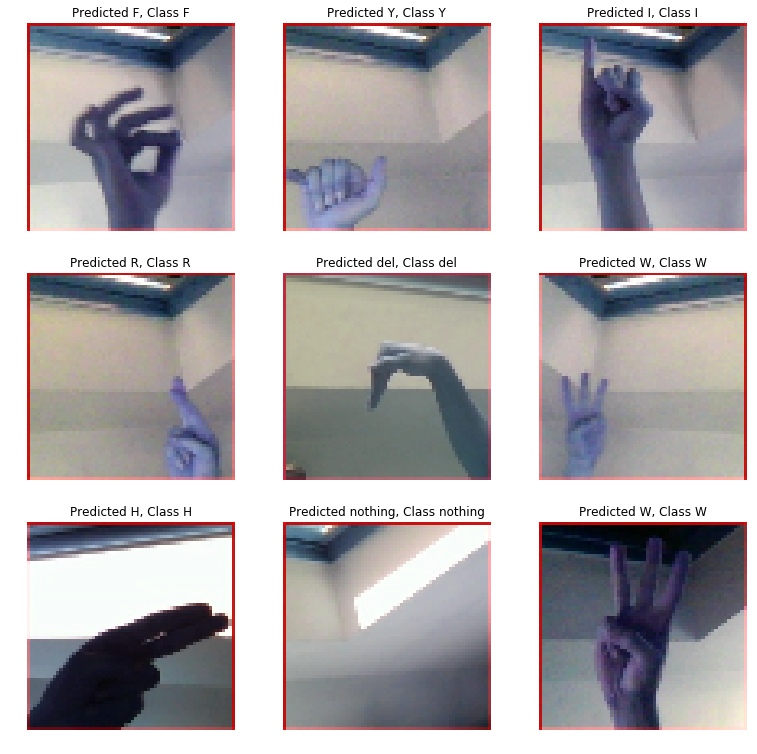 Predicted F, Class F
Predicted Y, Class Y
Predicted I, Class I
Predicted R, Class R
Predicted del, Class del
Predicted W, Class W
Predicted H, Class H
Predicted nothing, Class nothing
Predicted W, Class W